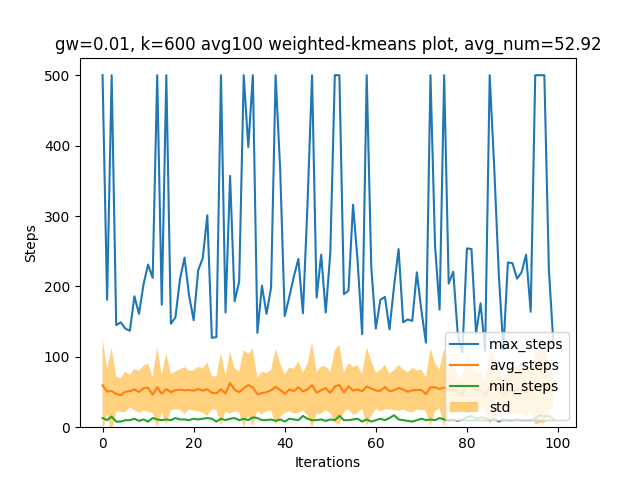 gw=0.01, k=600 avg100 weighted-kmeans plot, avg_num=52.92
500
400
300
200
100
0
Steps
max_steps
avg_steps
min_steps
std
0
20
40
60
80
100
Iterations